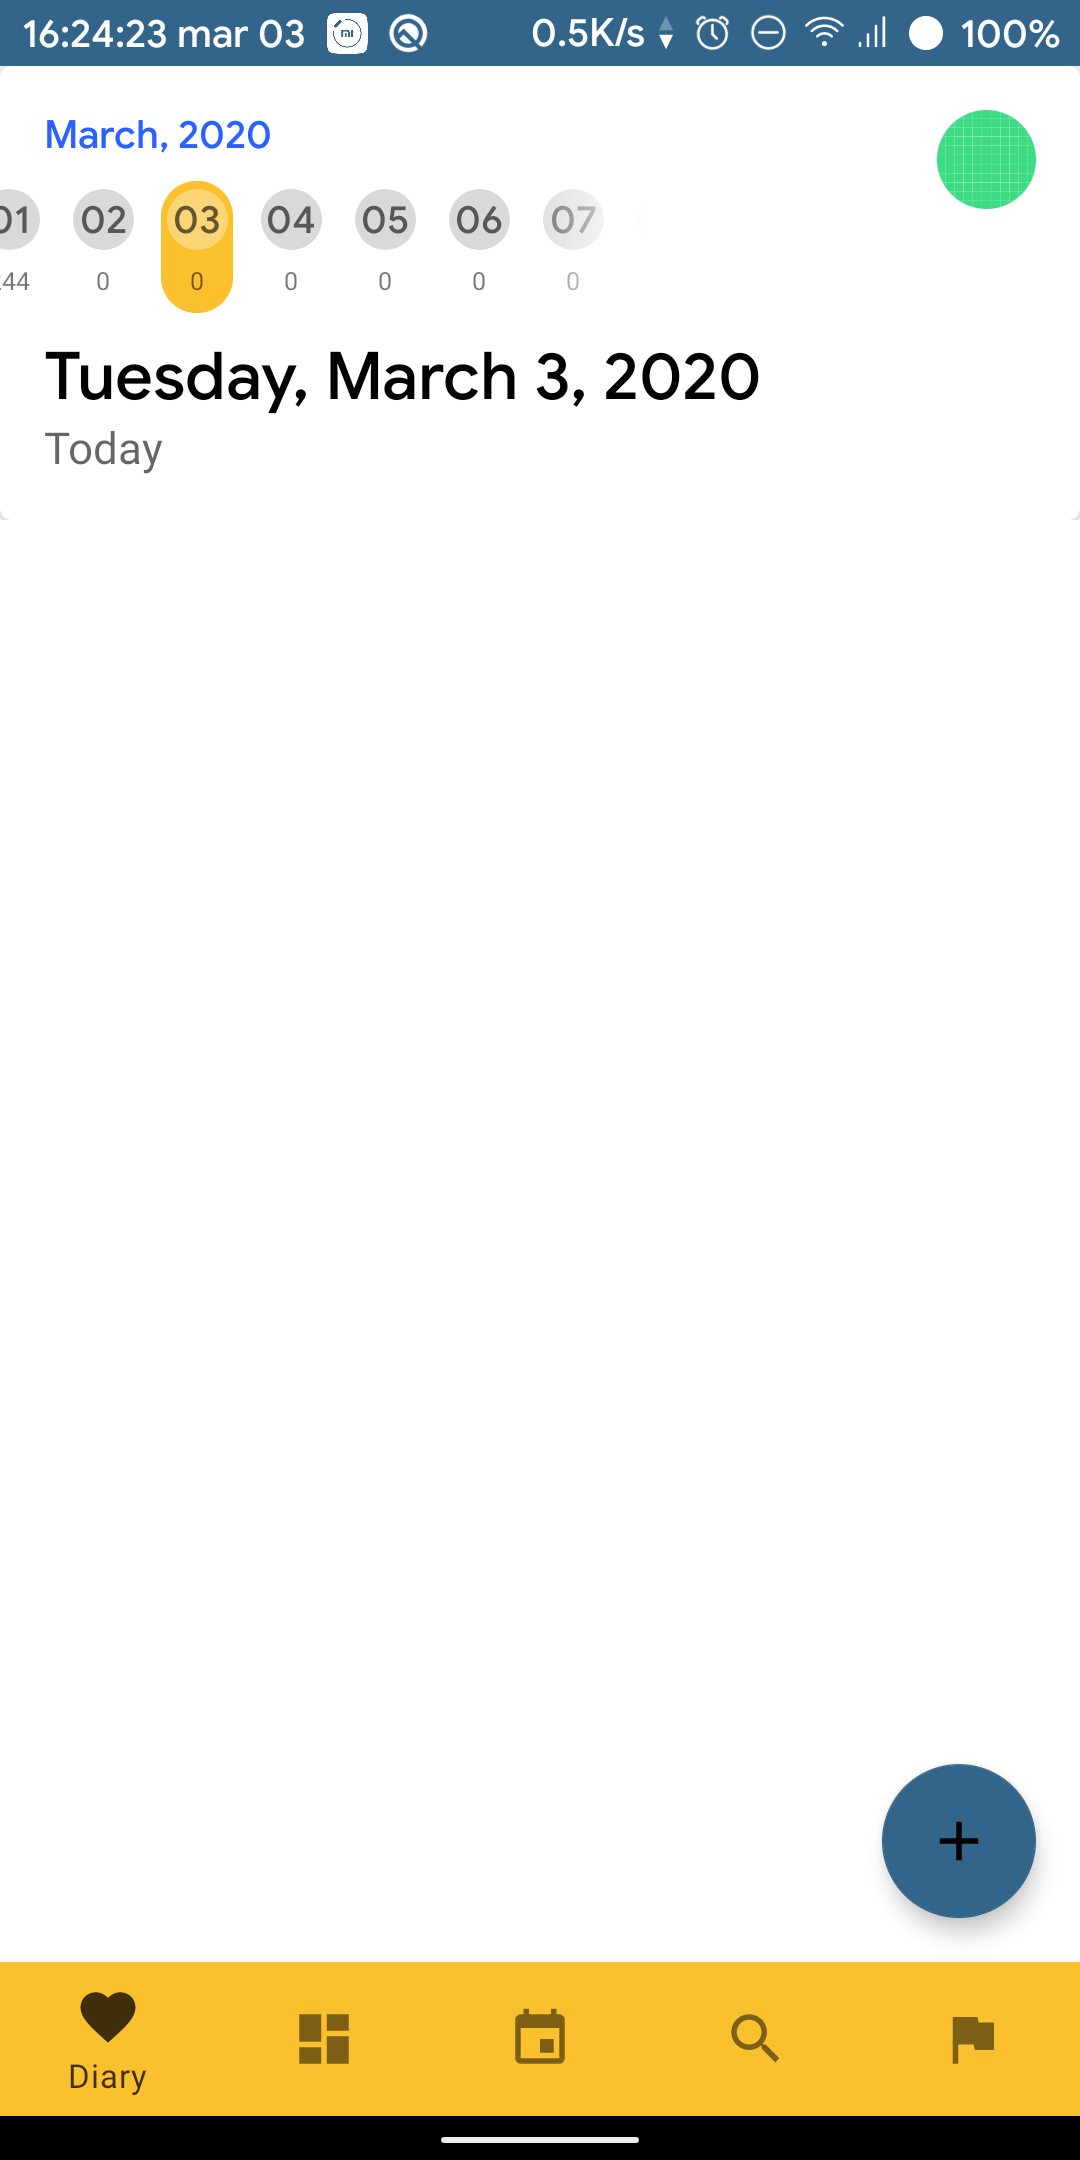 16:24:23 mar 03 0.5K/s 100%
March, 2020
01 02 03 04 05 06 07
44 0 0 0 0 0 0
Tuesday, March 3, 2020
Today
Diary